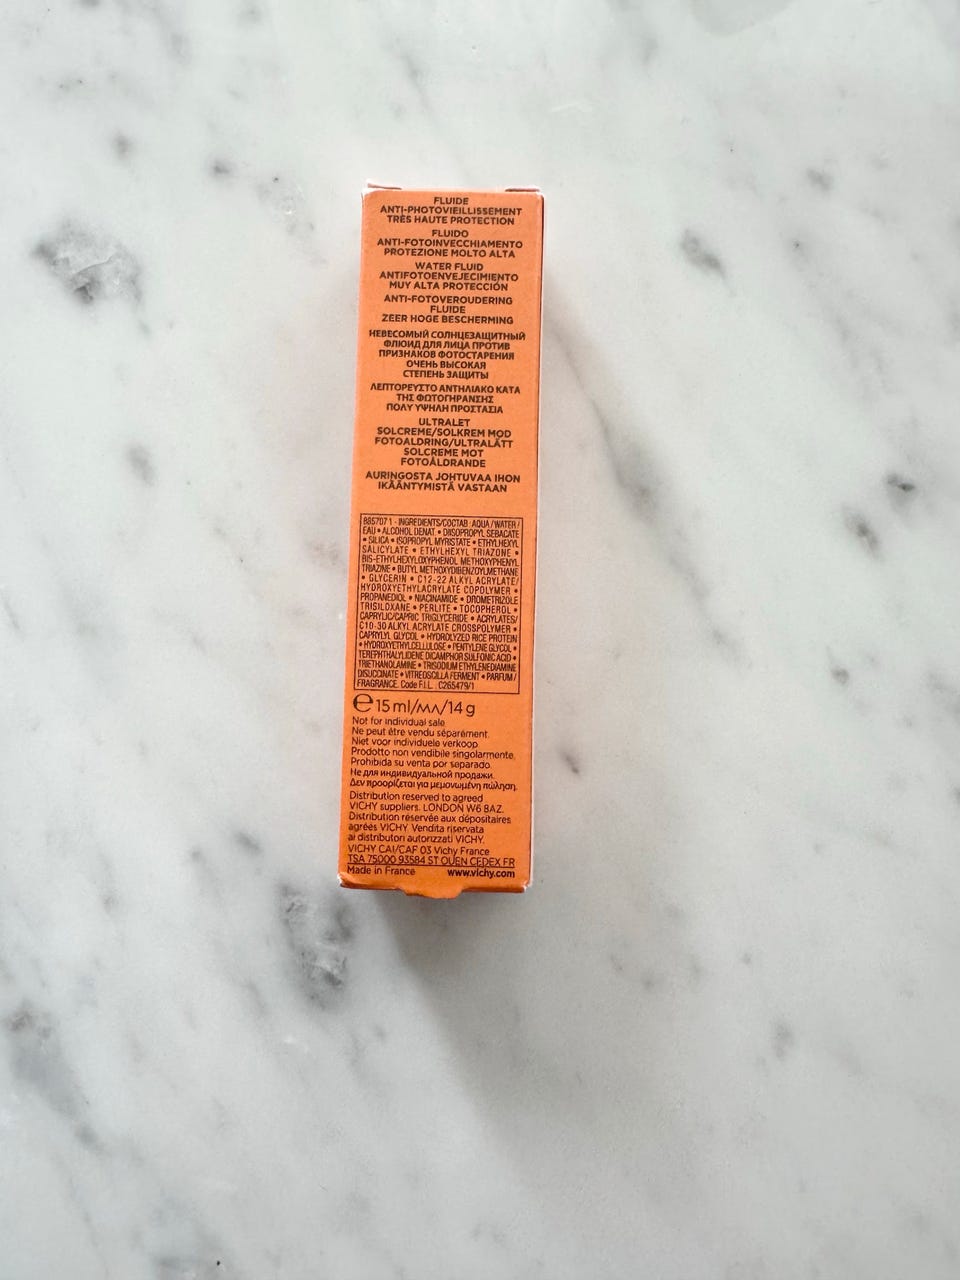 FLUIDE
ANTI-PHOTOVIEILLISSEMENT
TRÈS HAUTE PROTECTION
FLUIDO
ANTI-FOTOINVECCHIAMENTO
PROTEZIONE MOLTO ALTA
WATER FLUID
ANTIFOTOENVEJECIMIENTO
MUY ALTA PROTECCIÓN
ANTI-FOTOVEROUDERING
FLUIDE
ZEER HOGE BESCHERMING
НЕВЕСОМЫЙ СОЛНЦЕЗАЩИТНЫЙ
ФЛЮИД ДЛЯ ЛИЦА ПРОТИВ
ПРИЗНАКОВ ФОТОСТАРЕНИЯ
ОЧЕНЬ ВЫСОКАЯ
СТЕПЕНЬ ЗАЩИТЫ
ΛΕΠΤΟΡΕΥΣΤΟ ΑΝΤΗΛΙΑΚΟ ΚΑΤΑ
ΤΗΣ ΦΩΤΟΓΗΡΑΝΣΗΣ
ΠΟΛΥ ΥΨΗΛΗ ΠΡΟΣΤΑΣΙΑ
ULTRALET
SOLCREME/SOLKREM MOD
FOTOALDRING/ULTRALÄTT
SOLCREME MOT
FOTOÅLDRANDE
AURINGOSTA JOHTUVAA IHON
IKÄÄNTYMISTÄ VASTAAN
B85707 1 - INGREDIENTS/СОСТАВ: AQUA / WATER /
EAU • ALCOHOL DENAT. • DIISOPROPYL SEBACATE
• SILICA • ISOPROPYL MYRISTATE • ETHYLHEXYL
SALICYLATE • ETHYLHEXYL TRIAZONE •
BIS-ETHYLHEXYLOXYPHENOL METHOXYPHENYL
TRIAZINE • BUTYL METHOXYDIBENZOYLMETHANE
• GLYCERIN • C12-22 ALKYL ACRYLATE/
HYDROXYETHYLACRYLATE COPOLYMER •
PROPANEDIOL • NIACINAMIDE • DROMETRIZOLE
TRISILOXANE • PERLITE • TOCOPHEROL •
CAPRYLIC/CAPRIC TRIGLYCERIDE • ACRYLATES/
C10-30 ALKYL ACRYLATE CROSSPOLYMER •
CAPRYLYL GLYCOL • HYDROLYZED RICE PROTEIN
• HYDROXYETHYLCELLULOSE • PENTYLENE GLYCOL •
TEREPHTHALYLIDENE DICAMPHOR SULFONIC ACID •
TRIETHANOLAMINE • TRISODIUM ETHYLENEDIAMINE
DISUCCINATE • VITREOSCILLA FERMENT • PARFUM /
FRAGRANCE. Code F.I.L. C265479/1
℮ 15 ml/мл/14 g
Not for individual sale.
Ne peut être vendu séparément.
Niet voor individuele verkoop.
Prodotto non vendibile singolarmente.
Prohibida su venta por separado.
Не для индивидуальной продажи.
Δεν προορίζεται για μεμονωμένη πώληση.
Distribution reserved to agreed
VICHY suppliers. LONDON W6 8AZ.
Distribution réservée aux dépositaires
agréés VICHY. Vendita riservata
ai distributori autorizzati VICHY.
VICHY CAI/CAF 03 Vichy France
TSA 75000 93584 ST OUEN CEDEX FR
Made in France www.vichy.com